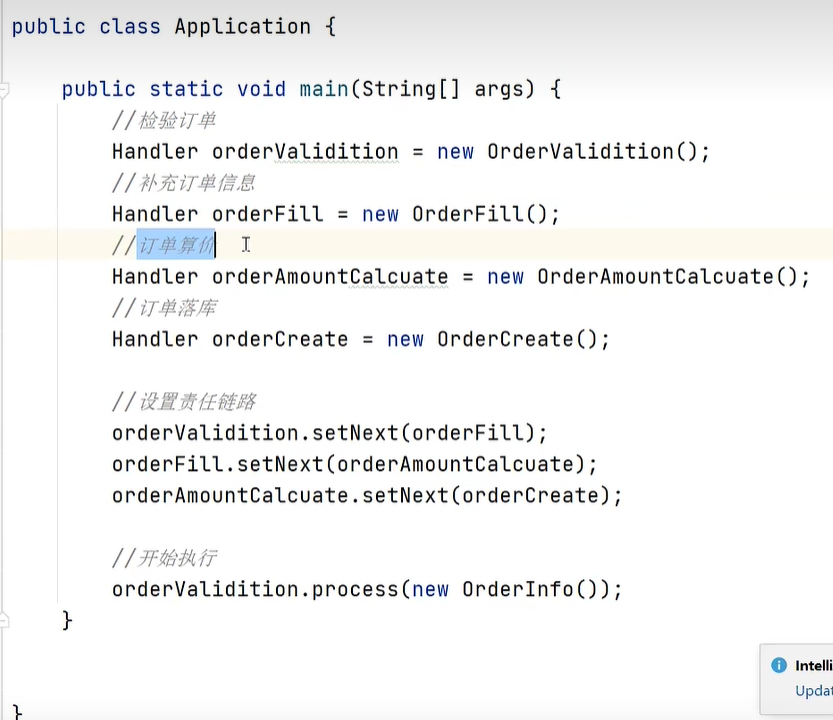 public class Application {
public static void main(String[] args) {
//检验订单
Handler orderValidition = new OrderValidition();
//补充订单信息
Handler orderFill = new OrderFill();
//订单算价
Handler orderAmountCalcuate = new OrderAmountCalcuate();
//订单落库
Handler orderCreate = new OrderCreate();
//设置责任链路
orderValidition.setNext(orderFill);
orderFill.setNext(orderAmountCalcuate);
orderAmountCalcuate.setNext(orderCreate);
//开始执行
orderValidition.process(new OrderInfo());
}
Intelli
Updat
}